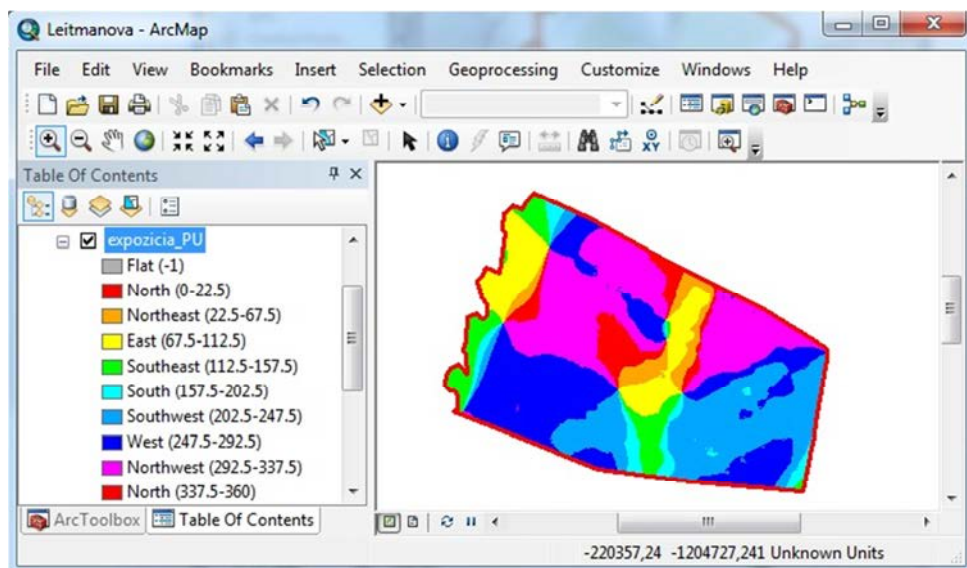 Leitmanova - ArcMap
File Edit View Bookmarks Insert Selection Geoprocessing Customize Windows Help
XY
Table Of Contents
expozicia_PU
Flat (-1)
North (0-22.5)
Northeast (22.5-67.5)
East (67.5-112.5)
Southeast (112.5-157.5)
South (157.5-202.5)
Southwest (202.5-247.5)
West (247.5-292.5)
Northwest (292.5-337.5)
North (337.5-360)
ArcToolbox Table Of Contents
-220357,24 -1204727,241 Unknown Units